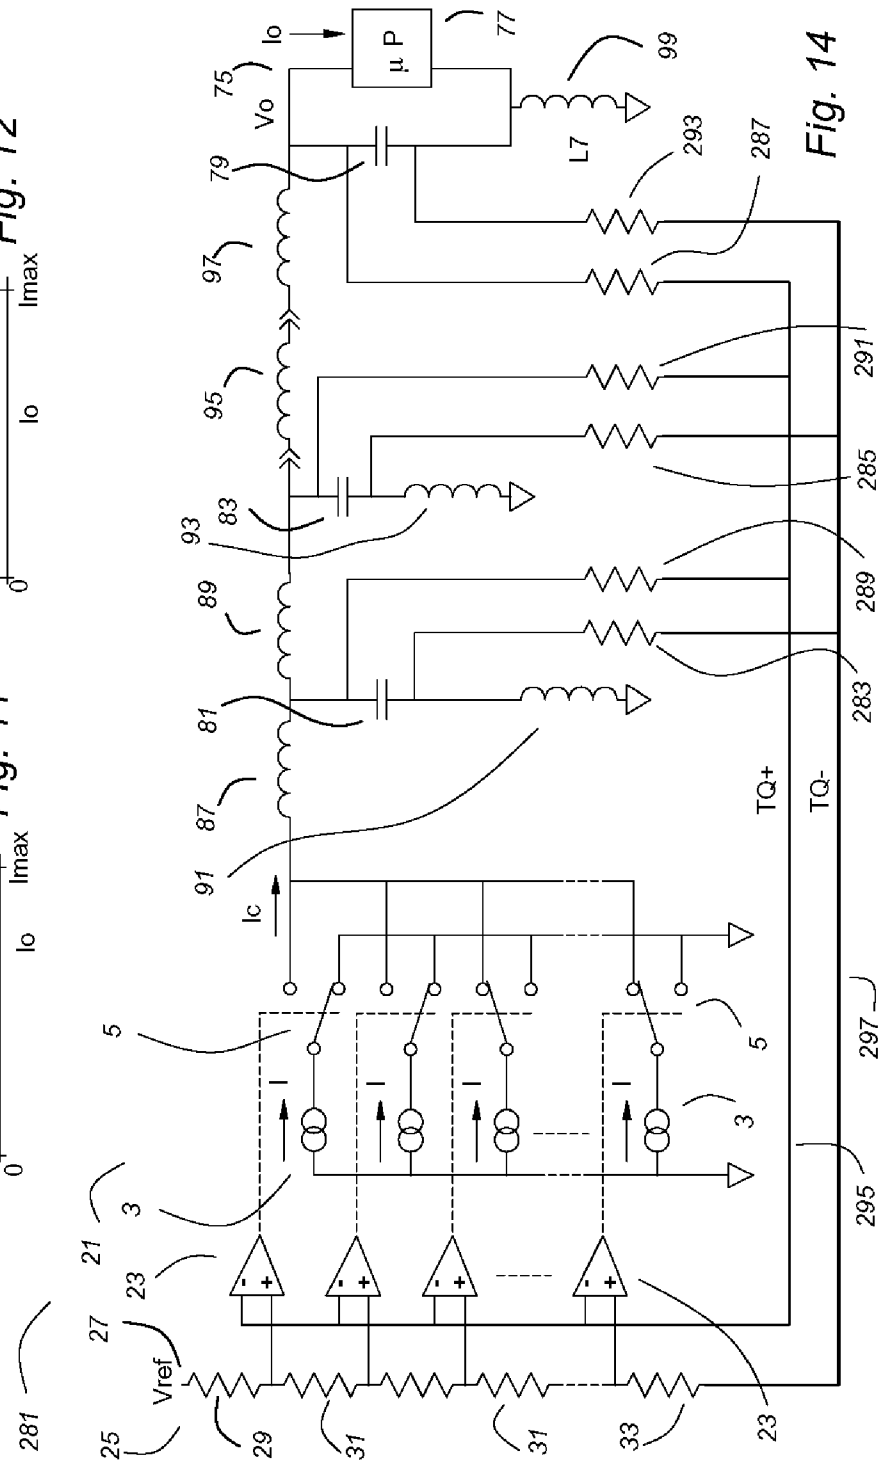 Fig. 12
Imax
Io
0
Fig. 11
Imax
Io
0
Fig. 14
281
21
25
27
Vref
29
31
31
33
23
23
3
3
I
I
I
I
5
5
Ic
87
81
91
89
83
93
95
97
79
Vo
75
Io
µ P
77
99
L7
293
287
291
285
289
283
TQ+
TQ-
297
295
-
+
-
+
-
+
-
+